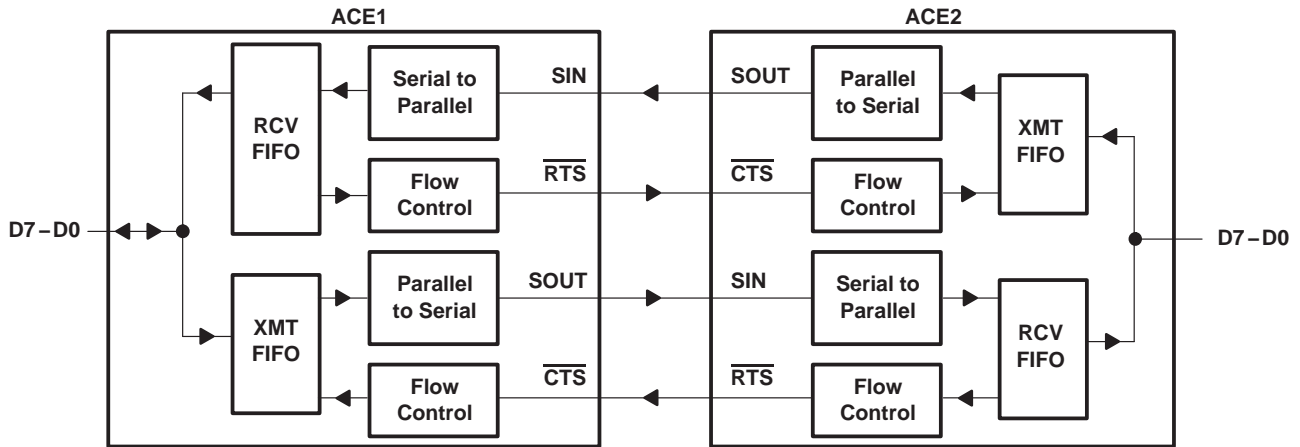 ACE1
ACE2
RCV
FIFO
Serial to
Parallel
SIN
SOUT
Parallel
to Serial
XMT
FIFO
Flow
Control
RTS
CTS
Flow
Control
D7–D0
D7–D0
XMT
FIFO
Parallel
to Serial
SOUT
SIN
Serial to
Parallel
RCV
FIFO
Flow
Control
CTS
RTS
Flow
Control